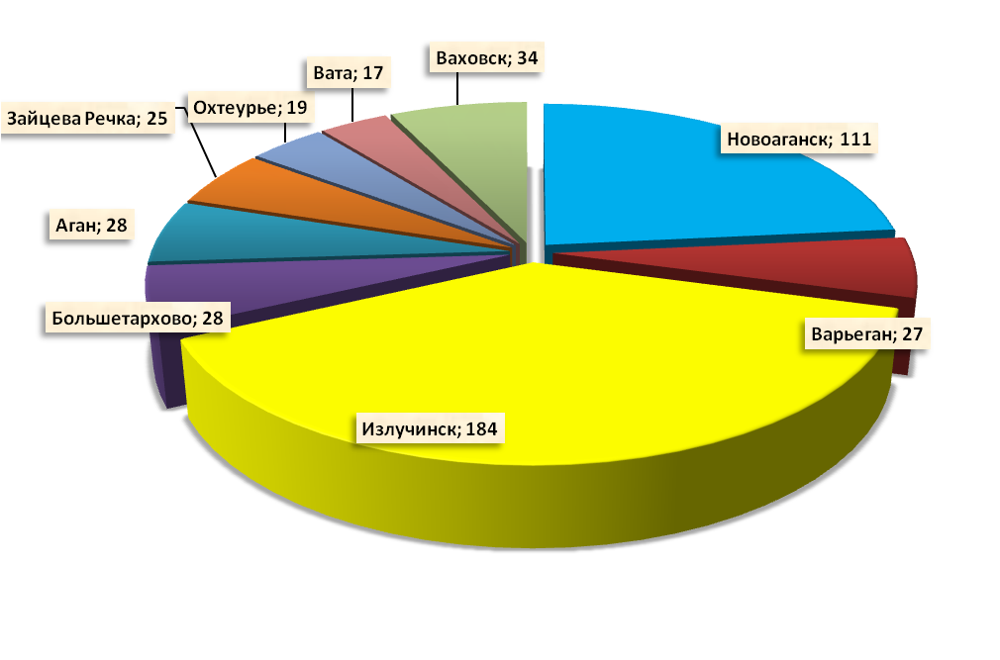 Ваховск; 34
Вата; 17
Охтеурье; 19
Зайцева Речка; 25
Новоаганск; 111
Аган; 28
Большетархово; 28
Варьеган; 27
Излучинск; 184